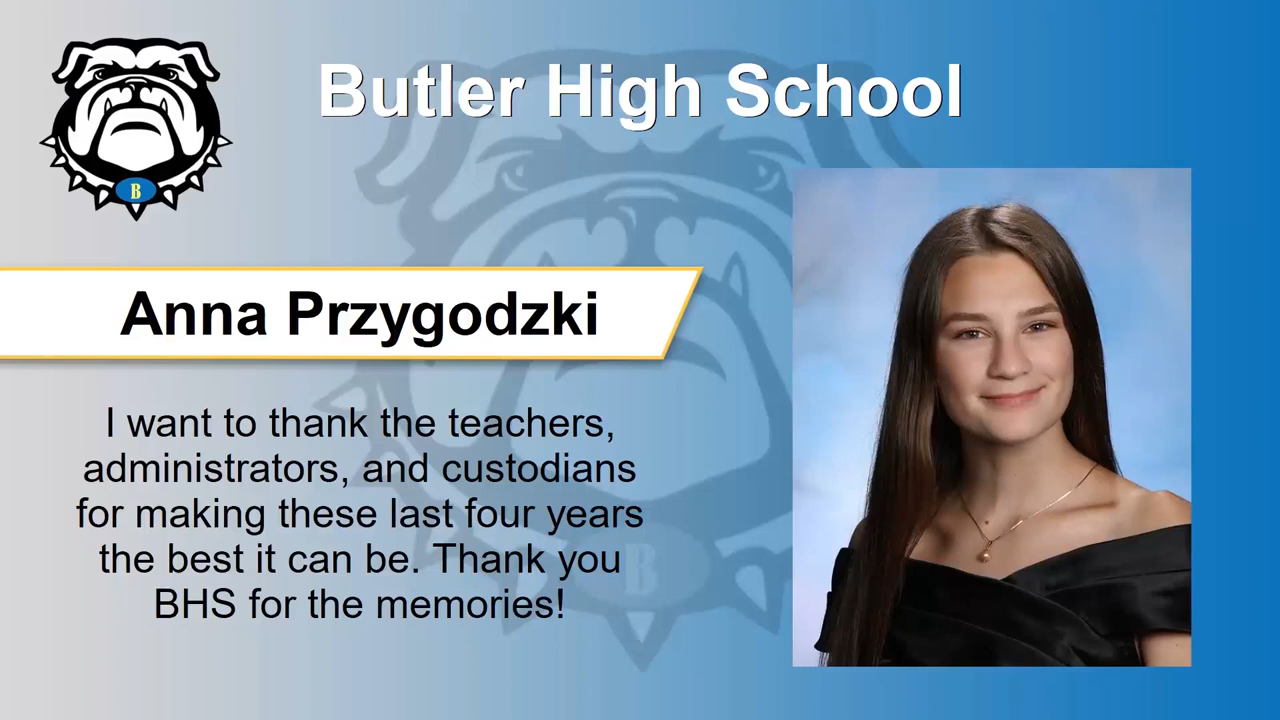 Butler High School
B
Anna Przygodzki
I want to thank the teachers,
administrators, and custodians
for making these last four years
the best it can be. Thank you
BHS for the memories!
B